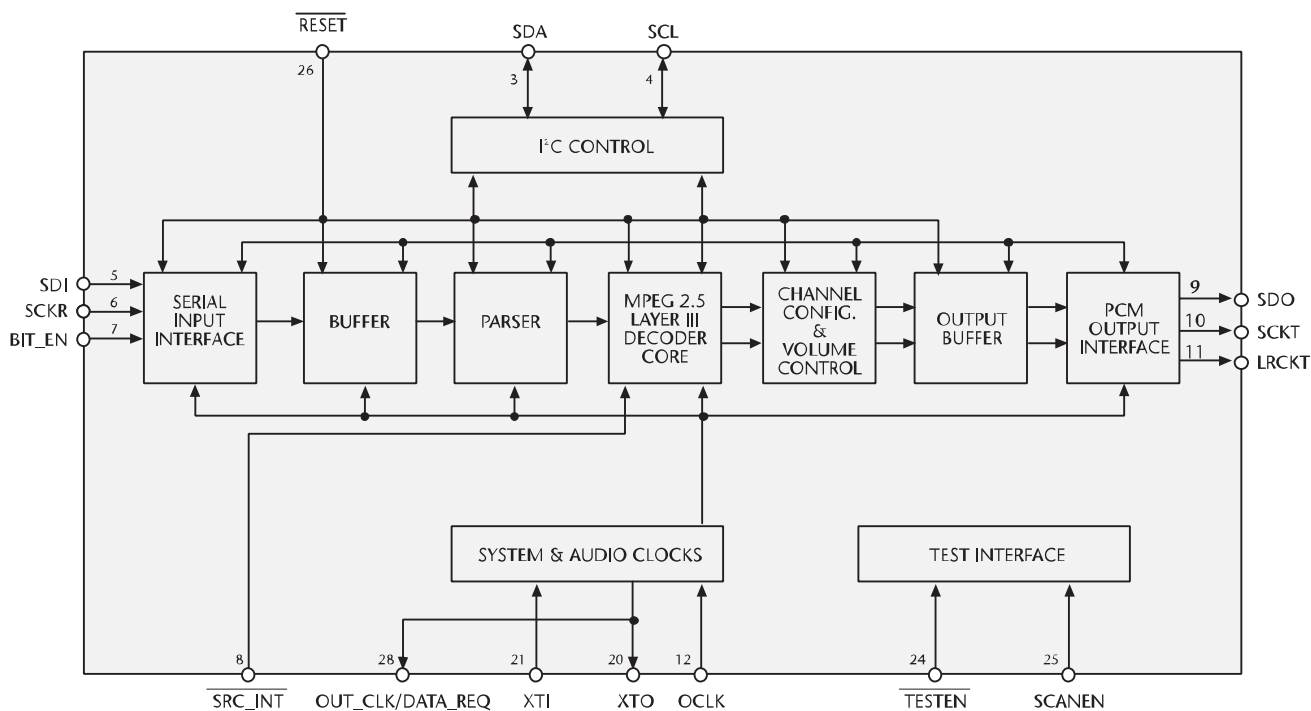 RESET
SDA
SCL
26
3
4
I²C CONTROL
SDI
5
SCKR
6
BIT_EN
7
SERIAL
INPUT
INTERFACE
BUFFER
PARSER
MPEG 2.5
LAYER III
DECODER
CORE
CHANNEL
CONFIG.
&
VOLUME
CONTROL
OUTPUT
BUFFER
PCM
OUTPUT
INTERFACE
9
SDO
10
SCKT
11
LRCKT
SYSTEM & AUDIO CLOCKS
TEST INTERFACE
8
28
21
20
12
24
25
SRC_INT
OUT_CLK/DATA_REQ
XTI
XTO
OCLK
TESTEN
SCANEN